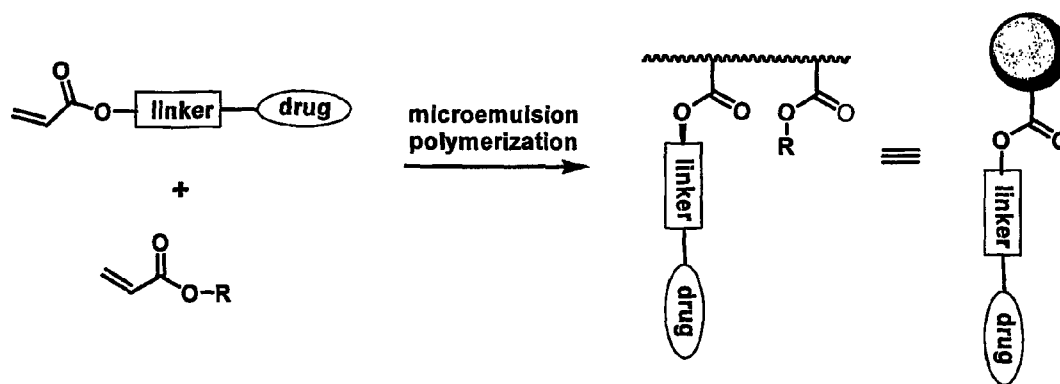 O
O linker drug
+
O
O-R
microemulsion
polymerization
O O
O O
R
linker
drug
≡
O O
linker
drug